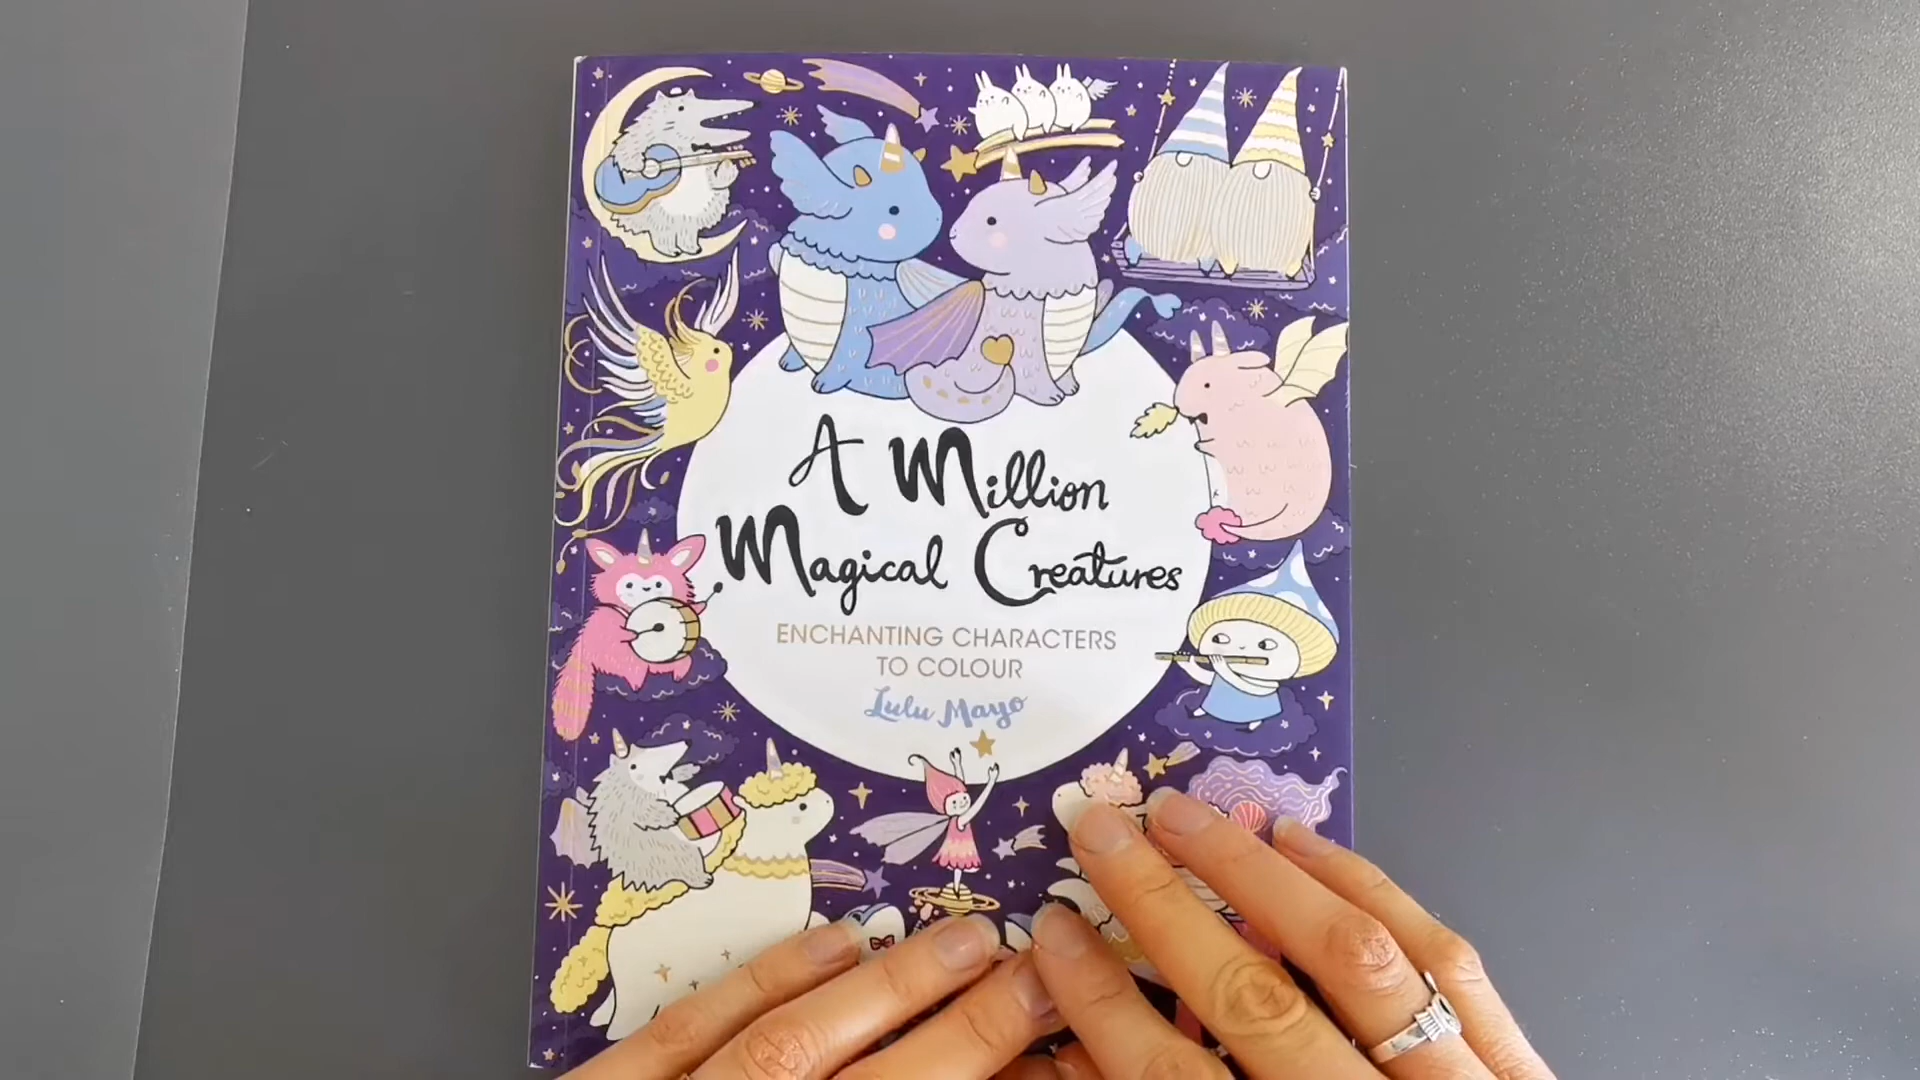 A Million
Magical Creatures
ENCHANTING CHARACTERS
TO COLOUR
Lulu Mayo